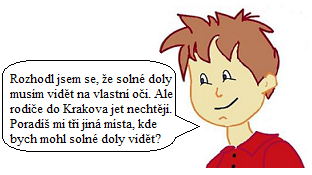 Rozhodl jsem se, že solné doly
musím vidět na vlastní oči. Ale
rodiče do Krakova jet nechtějí.
Poradíš mi tři jiná místa, kde
bych mohl solné doly vidět?